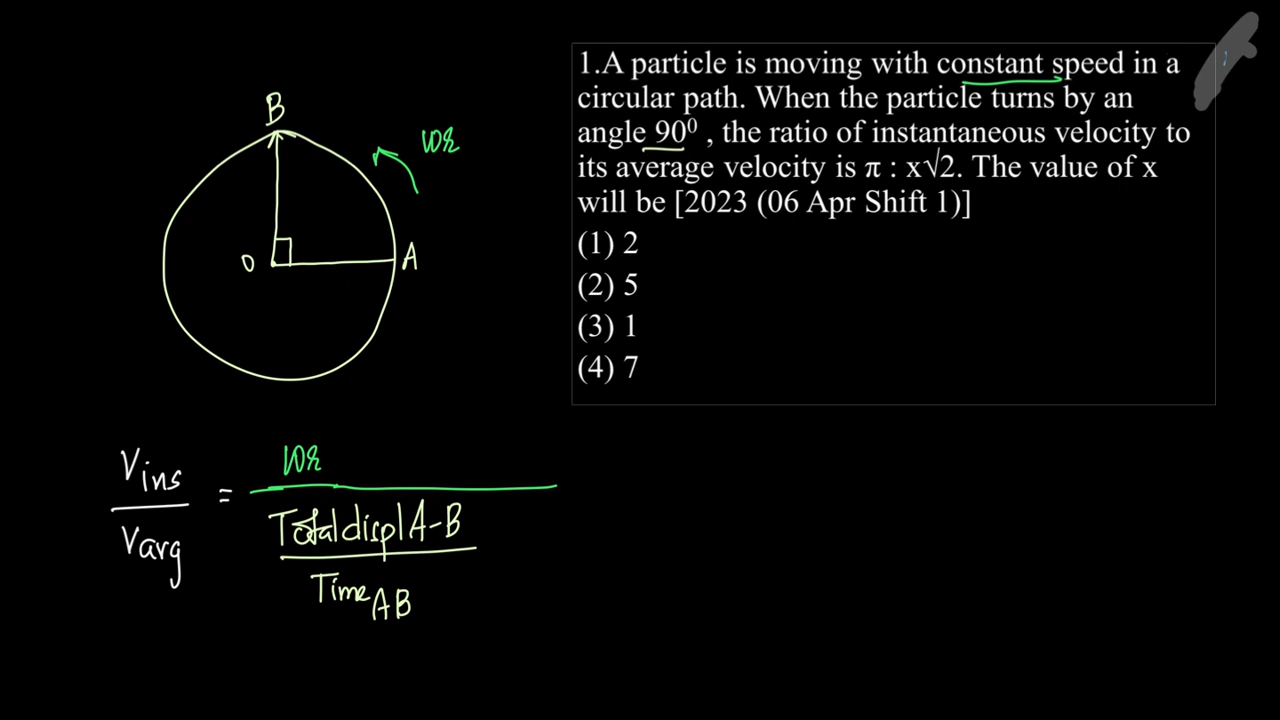 B
ωr
O
A
1.A particle is moving with constant speed in a
circular path. When the particle turns by an
angle 90⁰ , the ratio of instantaneous velocity to
its average velocity is π : x√2. The value of x
will be [2023 (06 Apr Shift 1)]
(1) 2
(2) 5
(3) 1
(4) 7
Vins
Varg
=
ωr
Total displ A-B
Time AB